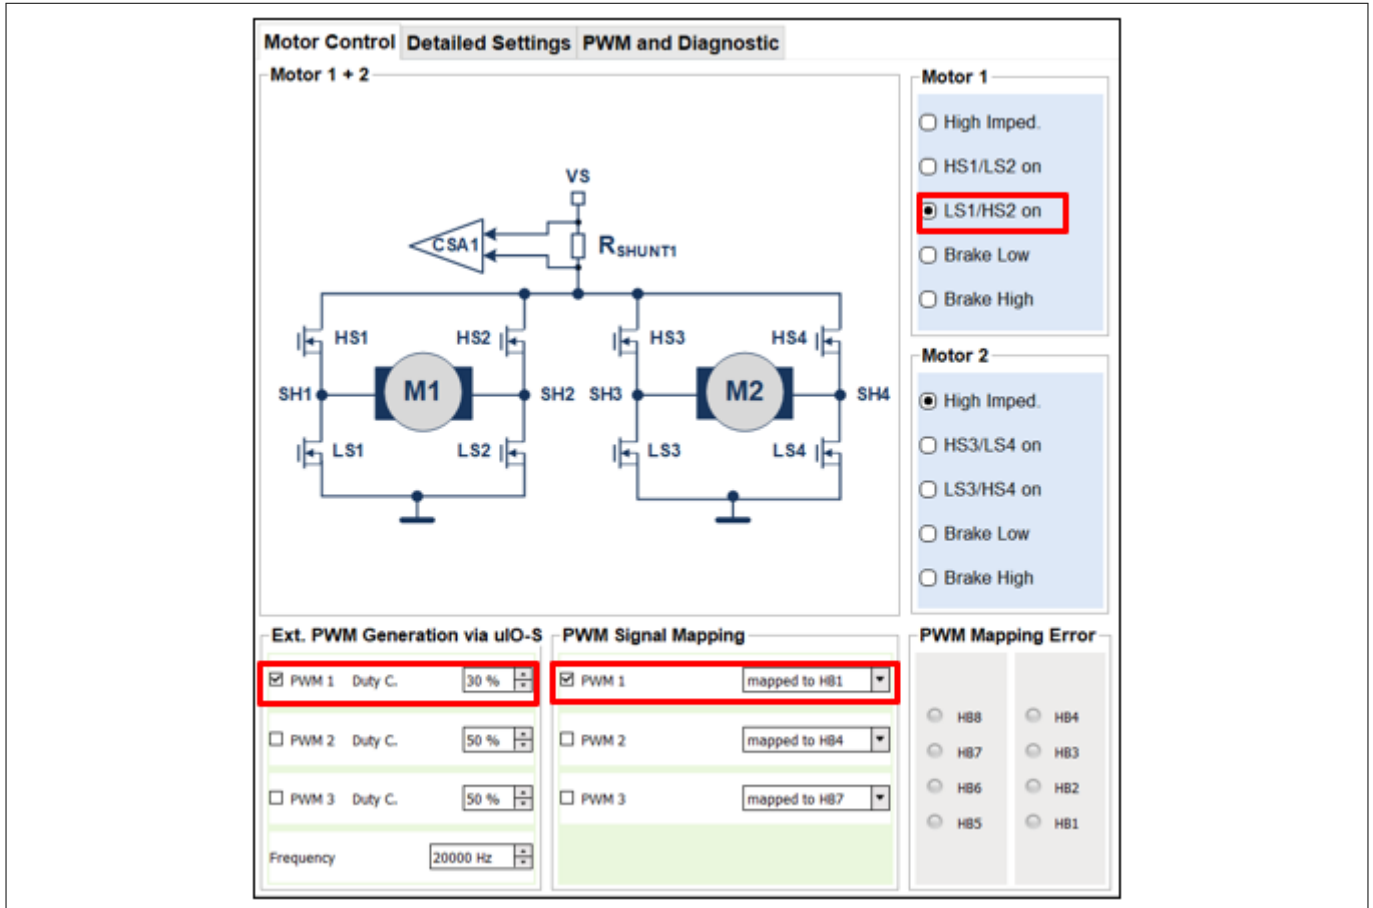 Motor Control Detailed Settings PWM and Diagnostic
Motor 1 + 2
VS
CSA1
RSHUNT1
HS1
HS2
HS3
HS4
SH1
M1
SH2
SH3
M2
SH4
LS1
LS2
LS3
LS4
Motor 1
High Imped.
HS1/LS2 on
LS1/HS2 on
Brake Low
Brake High
Motor 2
High Imped.
HS3/LS4 on
LS3/HS4 on
Brake Low
Brake High
Ext. PWM Generation via uIO-S
PWM 1 Duty C. 30 %
PWM 2 Duty C. 50 %
PWM 3 Duty C. 50 %
Frequency 20000 Hz
PWM Signal Mapping
PWM 1 mapped to HB1
PWM 2 mapped to HB4
PWM 3 mapped to HB7
PWM Mapping Error
HB8 HB4
HB7 HB3
HB6 HB2
HB5 HB1